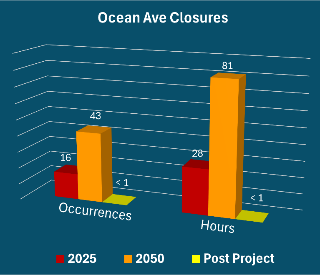 Ocean Ave Closures
81
43
28
16
< 1
< 1
Occurrences
Hours
2025 2050 Post Project